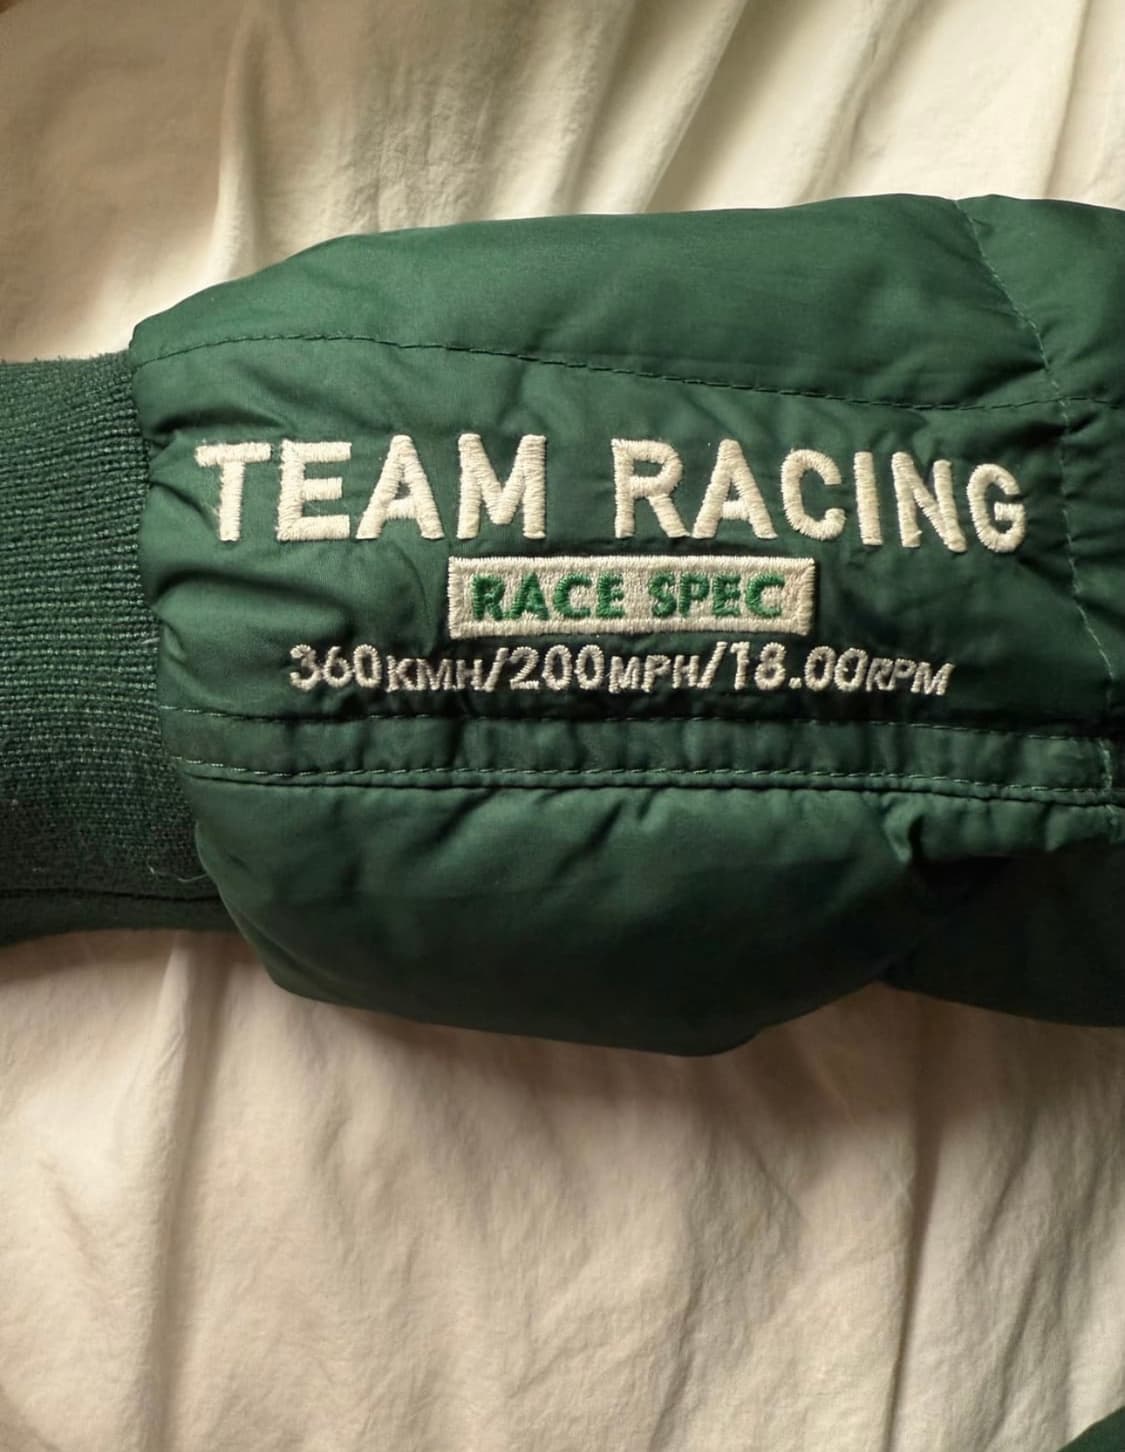 TEAM RACING
RACE SPEC
360KMH/200MPH/18.00RPM